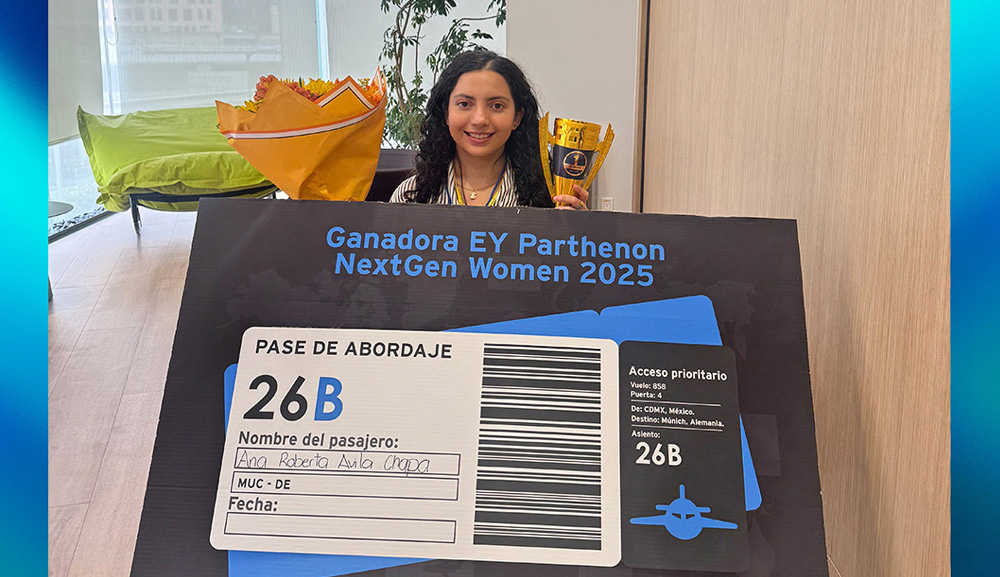 Ganadora EY Parthenon
NextGen Women 2025
PASE DE ABORDAJE
26B
Nombre del pasajero:
Ana Roberta Avila Chapa
MUC - DE
Fecha:
Acceso prioritario
Vuelo: 858
Puerta: 4
De: CDMX, México.
Destino: Múnich, Alemania.
Asiento:
26B